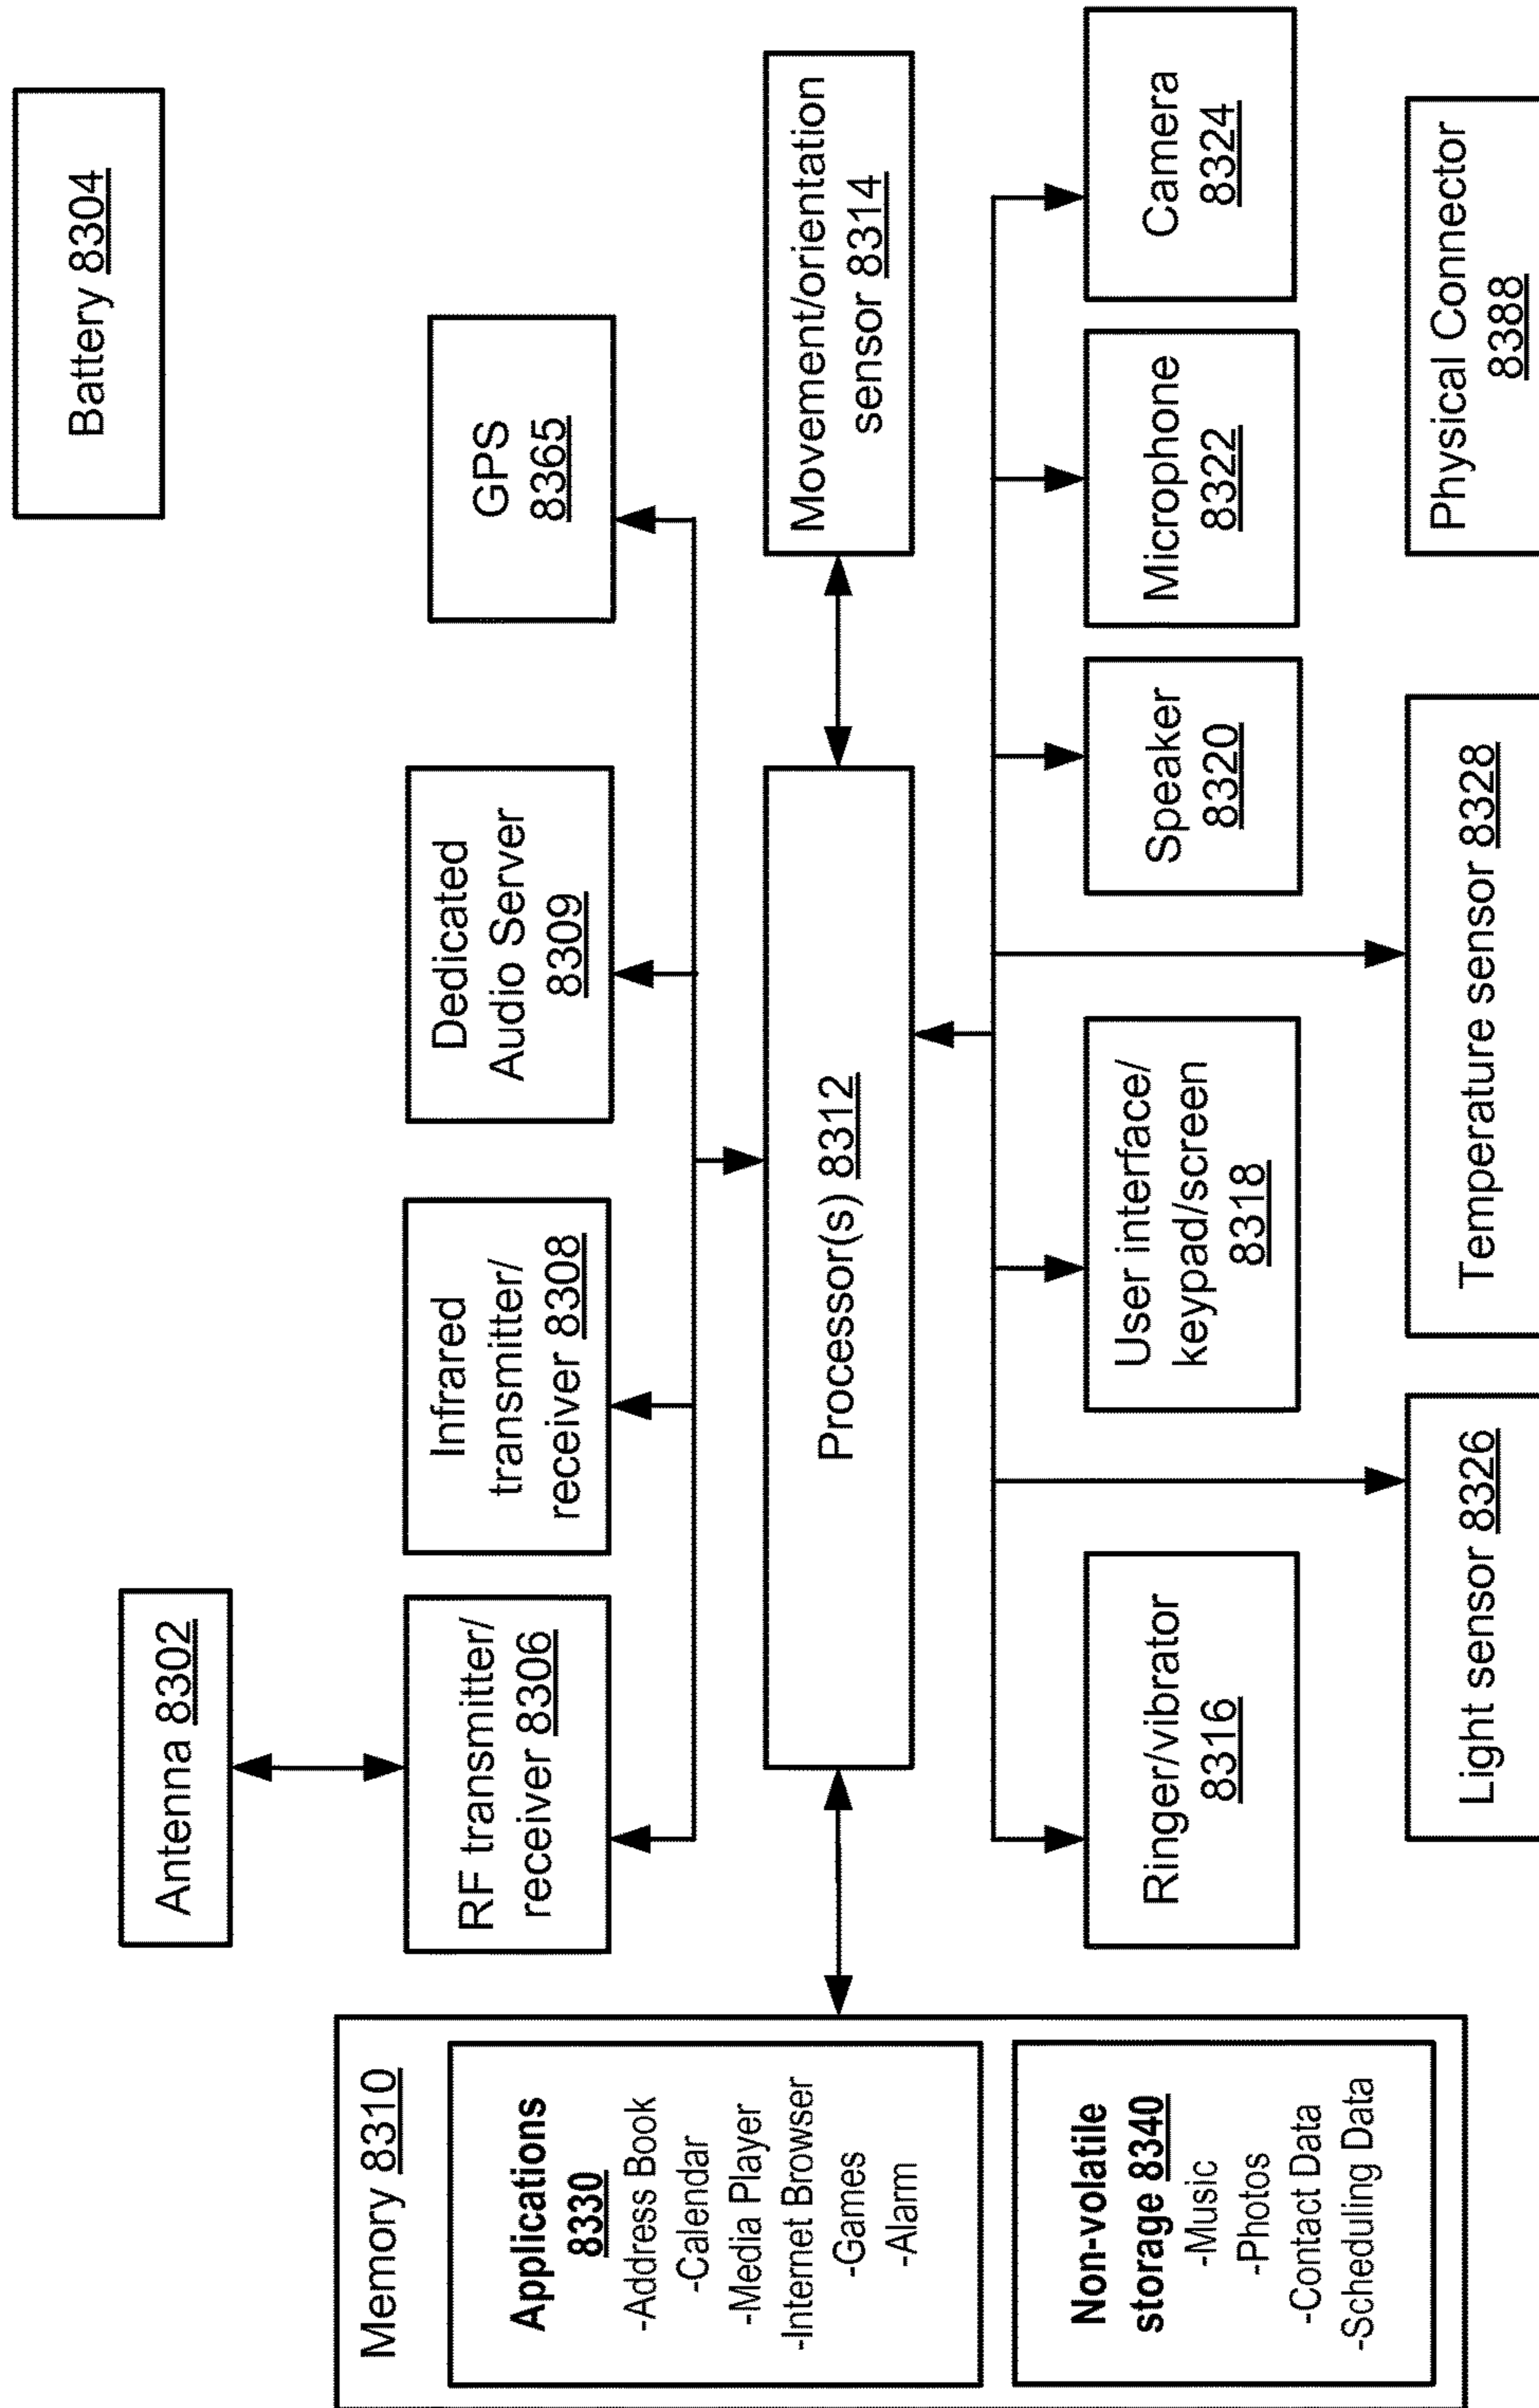 Battery 8304
Antenna 8302
RF transmitter/
receiver 8306
Infrared
transmitter/
receiver 8308
Dedicated
Audio Server
8309
GPS
8365
Memory 8310
Applications
8330
-Address Book
-Calendar
-Media Player
-Internet Browser
-Games
-Alarm
Non-volatile
storage 8340
-Music
-Photos
-Contact Data
-Scheduling Data
Processor(s) 8312
Movement/orientation
sensor 8314
Ringer/vibrator
8316
User interface/
keypad/screen
8318
Speaker
8320
Microphone
8322
Camera
8324
Light sensor 8326
Temperature sensor 8328
Physical Connector
8388